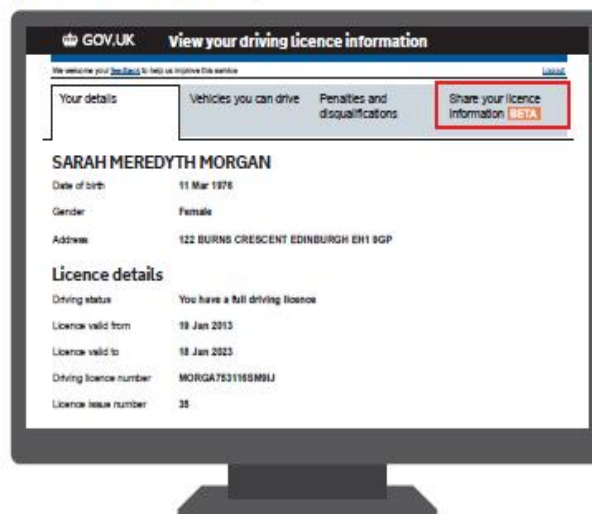 GOV.UK View your driving licence information
We welcome your feedback to help us improve this service Logout
Your details Vehicles you can drive Penalties and disqualifications Share your licence information BETA
SARAH MEREDYTH MORGAN
Date of birth 11 Mar 1976
Gender Female
Address 122 BURNS CRESCENT EDINBURGH EH1 9GP
Licence details
Driving status You have a full driving licence
Licence valid from 19 Jan 2013
Licence valid to 18 Jan 2023
Driving licence number MORGA753116SM9IJ
Licence issue number 35